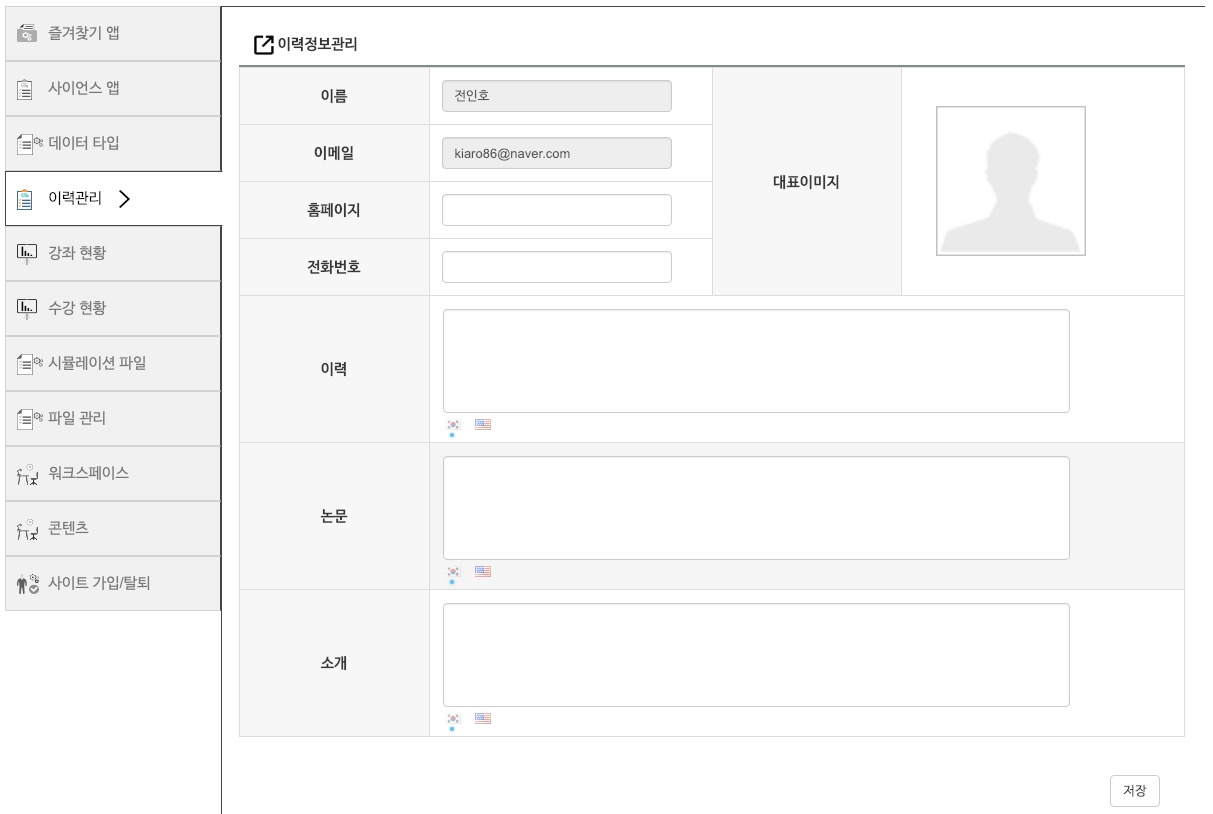 즐겨찾기 앱
사이언스 앱
데이터 타입
이력관리
강좌 현황
수강 현황
시뮬레이션 파일
파일 관리
워크스페이스
콘텐츠
사이트 가입/탈퇴
이력정보관리
이름
전인호
이메일
kiaro86@naver.com
홈페이지
전화번호
대표이미지
이력
논문
소개
저장